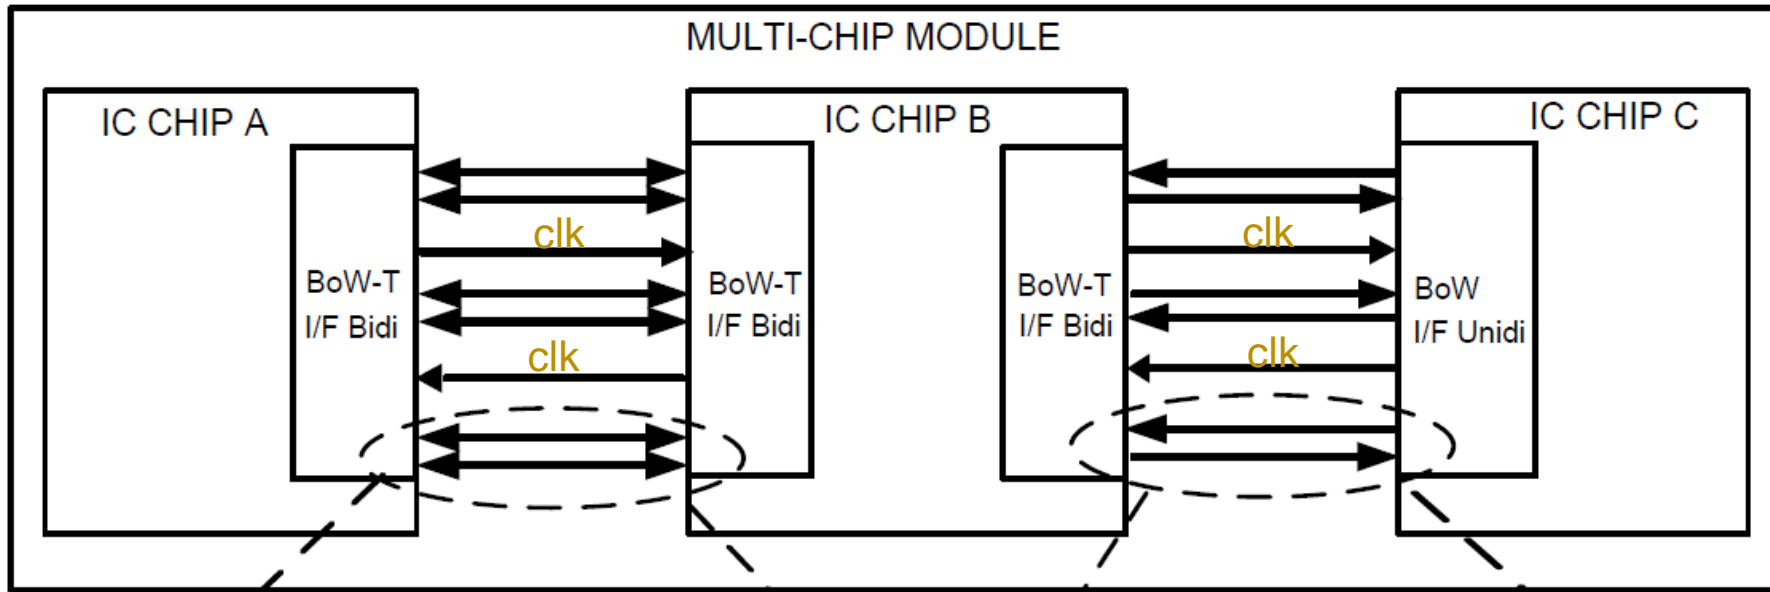 MULTI-CHIP MODULE
IC CHIP A
IC CHIP B
IC CHIP C
clk
clk
BoW-T
I/F Bidi
BoW-T
I/F Bidi
BoW-T
I/F Bidi
BoW
I/F Unidi
clk
clk